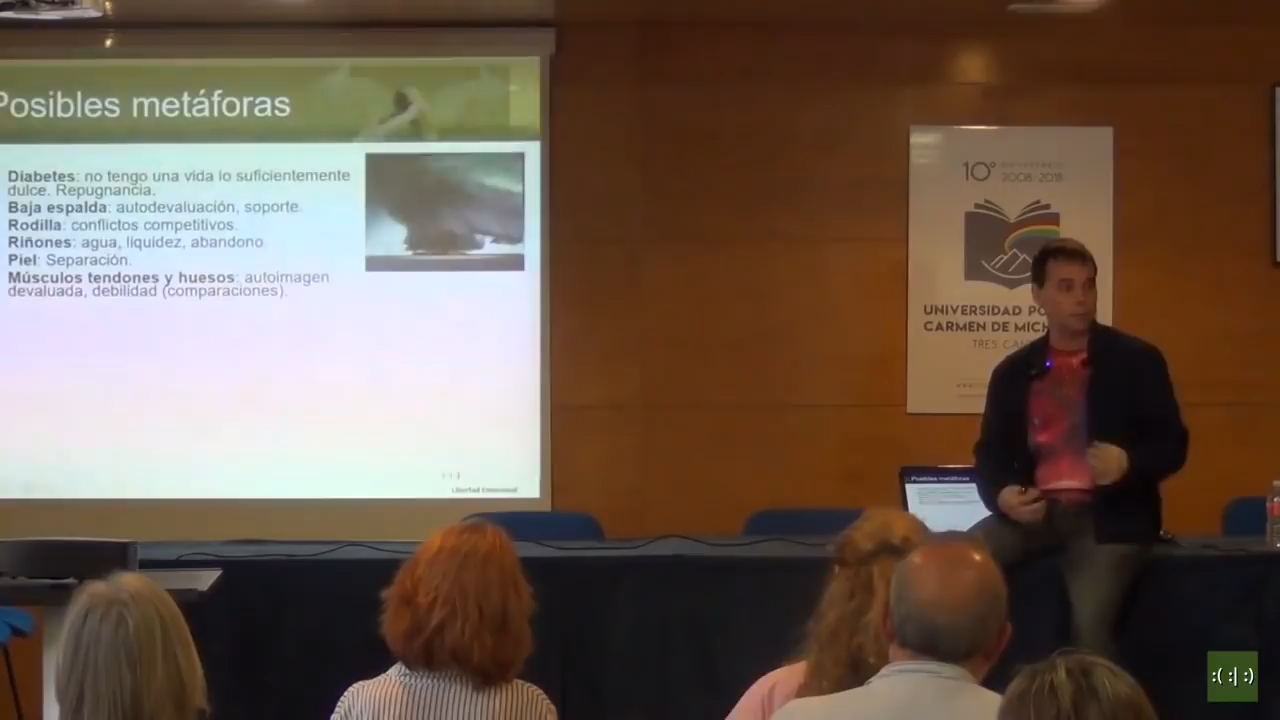 Posibles metáforas
Diabetes: no tengo una vida lo suficientemente
dulce. Repugnancia.
Baja espalda: autodevaluación, soporte.
Rodilla: conflictos competitivos.
Riñones: agua, liquidez, abandono.
Piel: Separación.
Músculos tendones y huesos: autoimagen
devaluada, debilidad (comparaciones).
Libertad Emocional
10º
2008-2018
UNIVERSIDAD PO
CARMEN DE MICH
TRES CAN
Posibles metáforas
:( :| :)